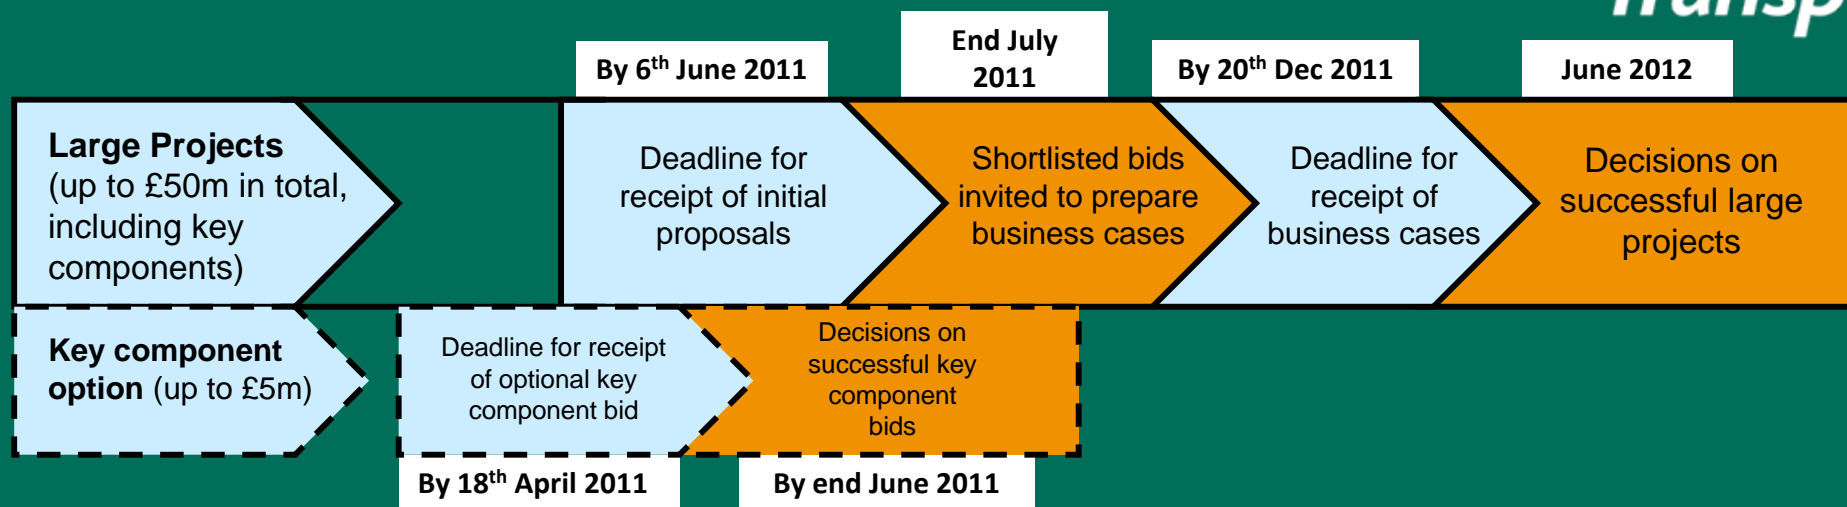 Transp
By 6th June 2011
End July
2011
By 20th Dec 2011
June 2012
Large Projects
(up to £50m in total,
including key
components)
Deadline for
receipt of initial
proposals
Shortlisted bids
invited to prepare
business cases
Deadline for
receipt of
business cases
Decisions on
successful large
projects
Key component
option (up to £5m)
Deadline for receipt
of optional key
component bid
Decisions on
successful key
component
bids
By 18th April 2011
By end June 2011